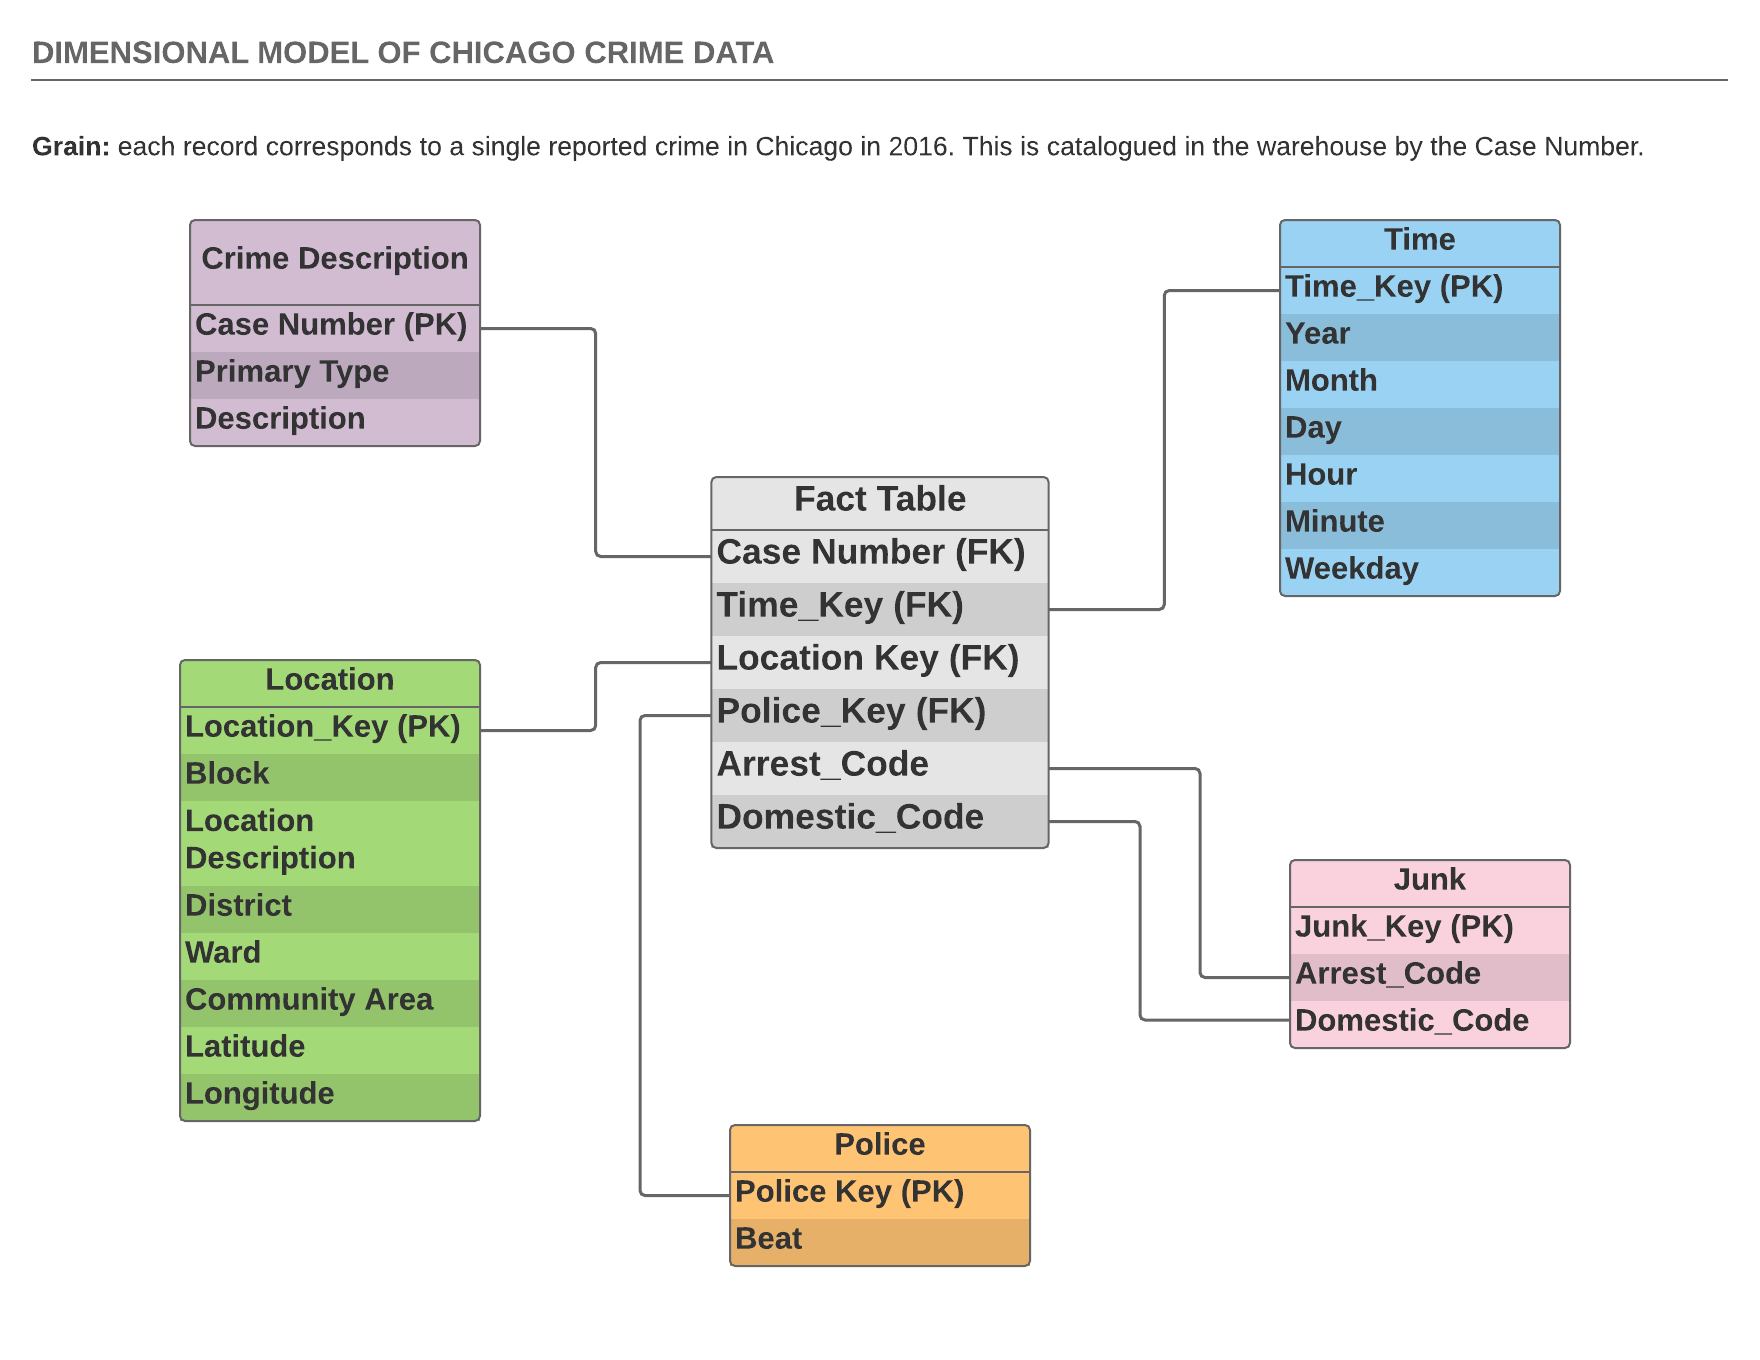 DIMENSIONAL MODEL OF CHICAGO CRIME DATA
Grain: each record corresponds to a single reported crime in Chicago in 2016. This is catalogued in the warehouse by the Case Number.
Crime Description
Case Number (PK)
Primary Type
Description
Time
Time_Key (PK)
Year
Month
Day
Hour
Minute
Weekday
Fact Table
Case Number (FK)
Time_Key (FK)
Location Key (FK)
Police_Key (FK)
Arrest_Code
Domestic_Code
Location
Location_Key (PK)
Block
Location
Description
District
Ward
Community Area
Latitude
Longitude
Junk
Junk_Key (PK)
Arrest_Code
Domestic_Code
Police
Police Key (PK)
Beat